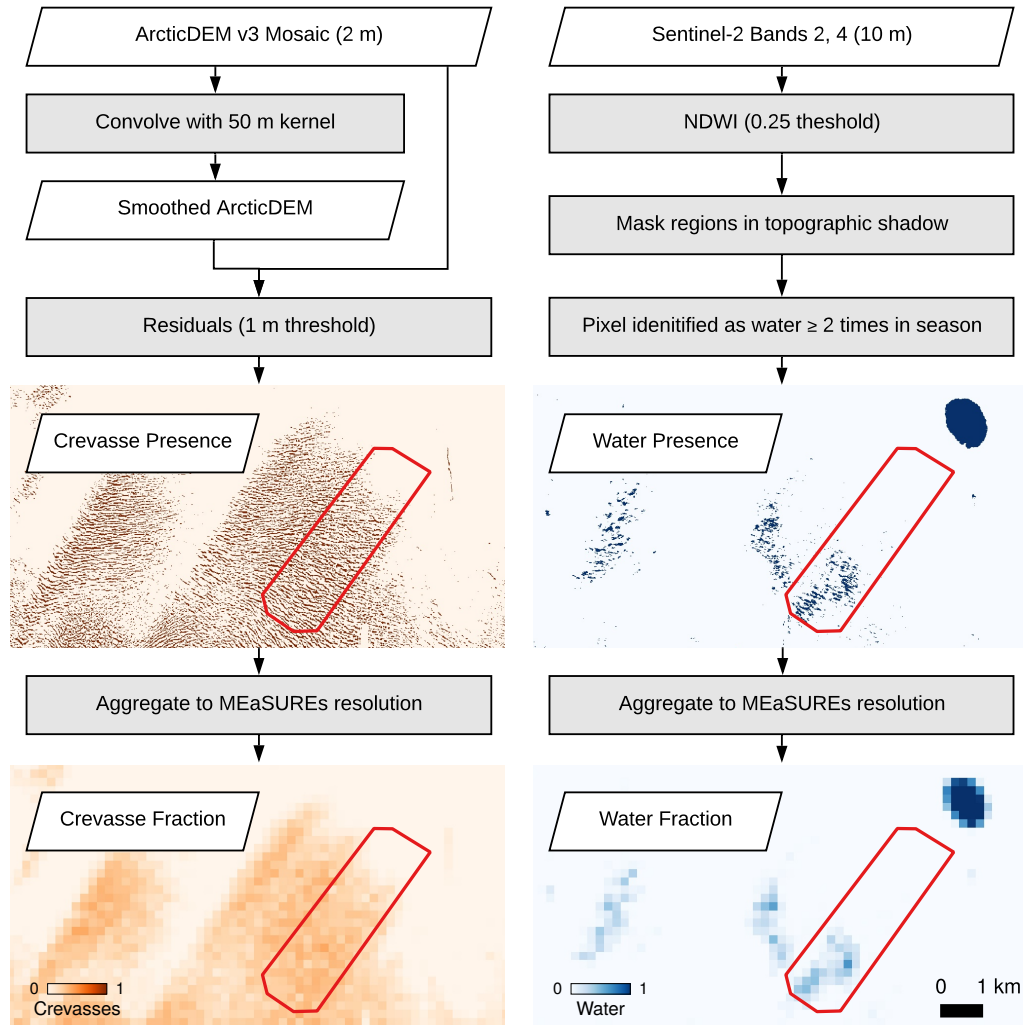 ArcticDEM v3 Mosaic (2 m)
Convolve with 50 m kernel
Smoothed ArcticDEM
Residuals (1 m threshold)
Crevasse Presence
Aggregate to MEaSUREs resolution
Crevasse Fraction
0 1
Crevasses
Sentinel-2 Bands 2, 4 (10 m)
NDWI (0.25 theshold)
Mask regions in topographic shadow
Pixel idenitified as water ≥ 2 times in season
Water Presence
Aggregate to MEaSUREs resolution
Water Fraction
0 1
Water
0 1 km